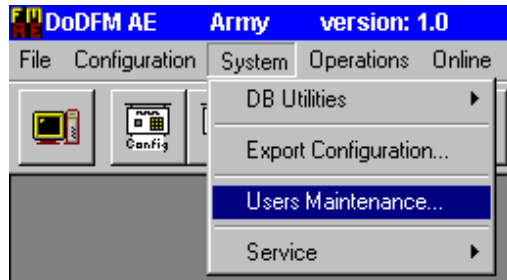 DoDFM AE Army version: 1.0
File Configuration System Operations Online
Config
DB Utilities
Export Configuration...
Users Maintenance...
Service